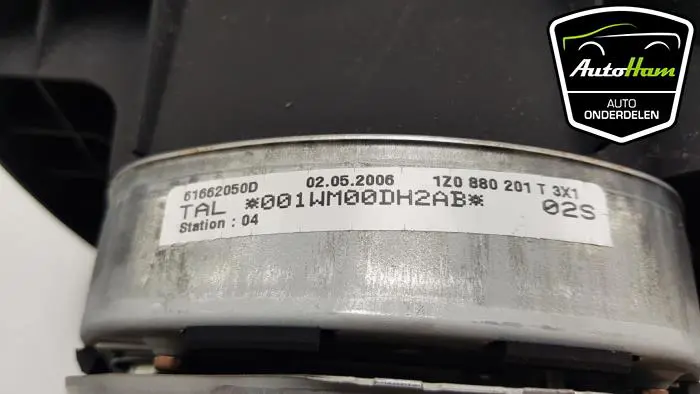 AutoHam
AUTO
ONDERDELEN
61662050D 02.05.2006 1Z0 880 201 T 3X1
TAL *001WM00DH2AB* 02S
Station : 04